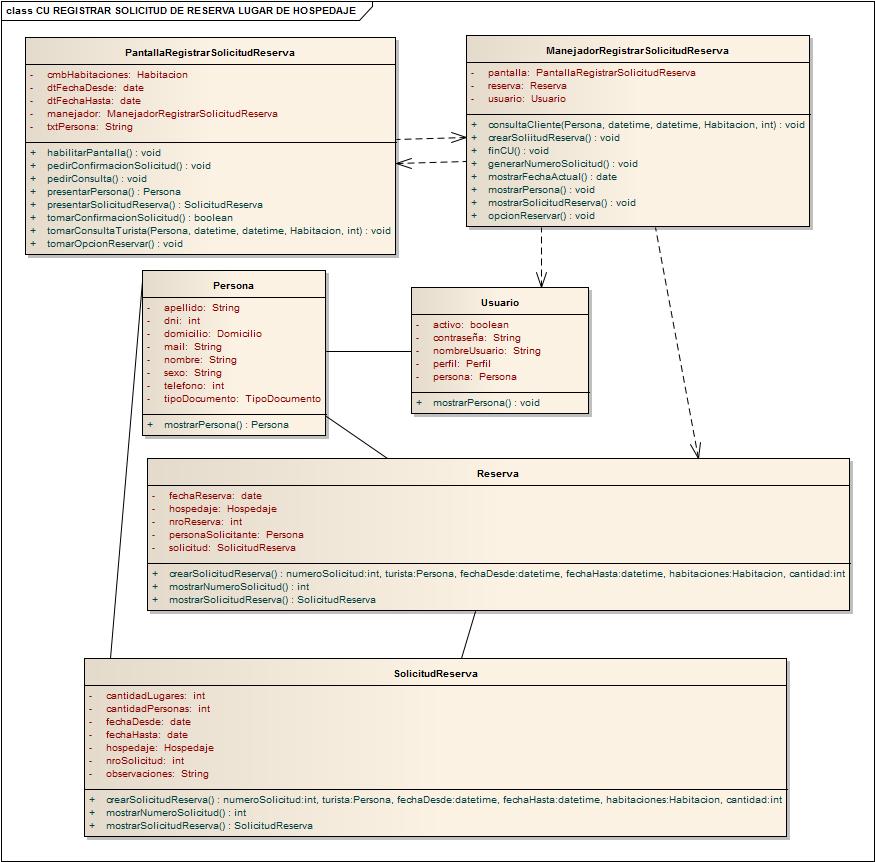 class CU REGISTRAR SOLICITUD DE RESERVA LUGAR DE HOSPEDAJE
PantallaRegistrarSolicitudReserva
- cmbHabitaciones: Habitacion
- dtFechaDesde: date
- dtFechaHasta: date
- manejador: ManejadorRegistrarSolicitudReserva
- txtPersona: String
+ habilitarPantalla() : void
+ pedirConfirmacionSolicitud() : void
+ pedirConsulta() : void
+ presentarPersona() : Persona
+ presentarSolicitudReserva() : SolicitudReserva
+ tomarConfirmacionSolicitud() : boolean
+ tomarConsultaTurista(Persona, datetime, datetime, Habitacion, int) : void
+ tomarOpcionReservar() : void
ManejadorRegistrarSolicitudReserva
- pantalla: PantallaRegistrarSolicitudReserva
- reserva: Reserva
- usuario: Usuario
+ consultaCliente(Persona, datetime, datetime, Habitacion, int) : void
+ crearSoliitudReserva() : void
+ finCU() : void
+ generarNumeroSolicitud() : void
+ mostrarFechaActual() : date
+ mostrarPersona() : void
+ mostrarSolicitudReserva() : void
+ opcionReservar() : void
Persona
- apellido: String
- dni: int
- domicilio: Domicilio
- mail: String
- nombre: String
- sexo: String
- telefono: int
- tipoDocumento: TipoDocumento
+ mostrarPersona() : Persona
Usuario
- activo: boolean
- contraseña: String
- nombreUsuario: String
- perfil: Perfil
- persona: Persona
+ mostrarPersona() : void
Reserva
- fechaReserva: date
- hospedaje: Hospedaje
- nroReserva: int
- personaSolicitante: Persona
- solicitud: SolicitudReserva
+ crearSolicitudReserva() : numeroSolicitud:int, turista:Persona, fechaDesde:datetime, fechaHasta:datetime, habitaciones:Habitacion, cantidad:int
+ mostrarNumeroSolicitud() : int
+ mostrarSolicitudReserva() : SolicitudReserva
SolicitudReserva
- cantidadLugares: int
- cantidadPersonas: int
- fechaDesde: date
- fechaHasta: date
- hospedaje: Hospedaje
- nroSolicitud: int
- observaciones: String
+ crearSolicitudReserva() : numeroSolicitud:int, turista:Persona, fechaDesde:datetime, fechaHasta:datetime, habitaciones:Habitacion, cantidad:int
+ mostrarNumeroSolicitud() : int
+ mostrarSolicitudReserva() : SolicitudReserva